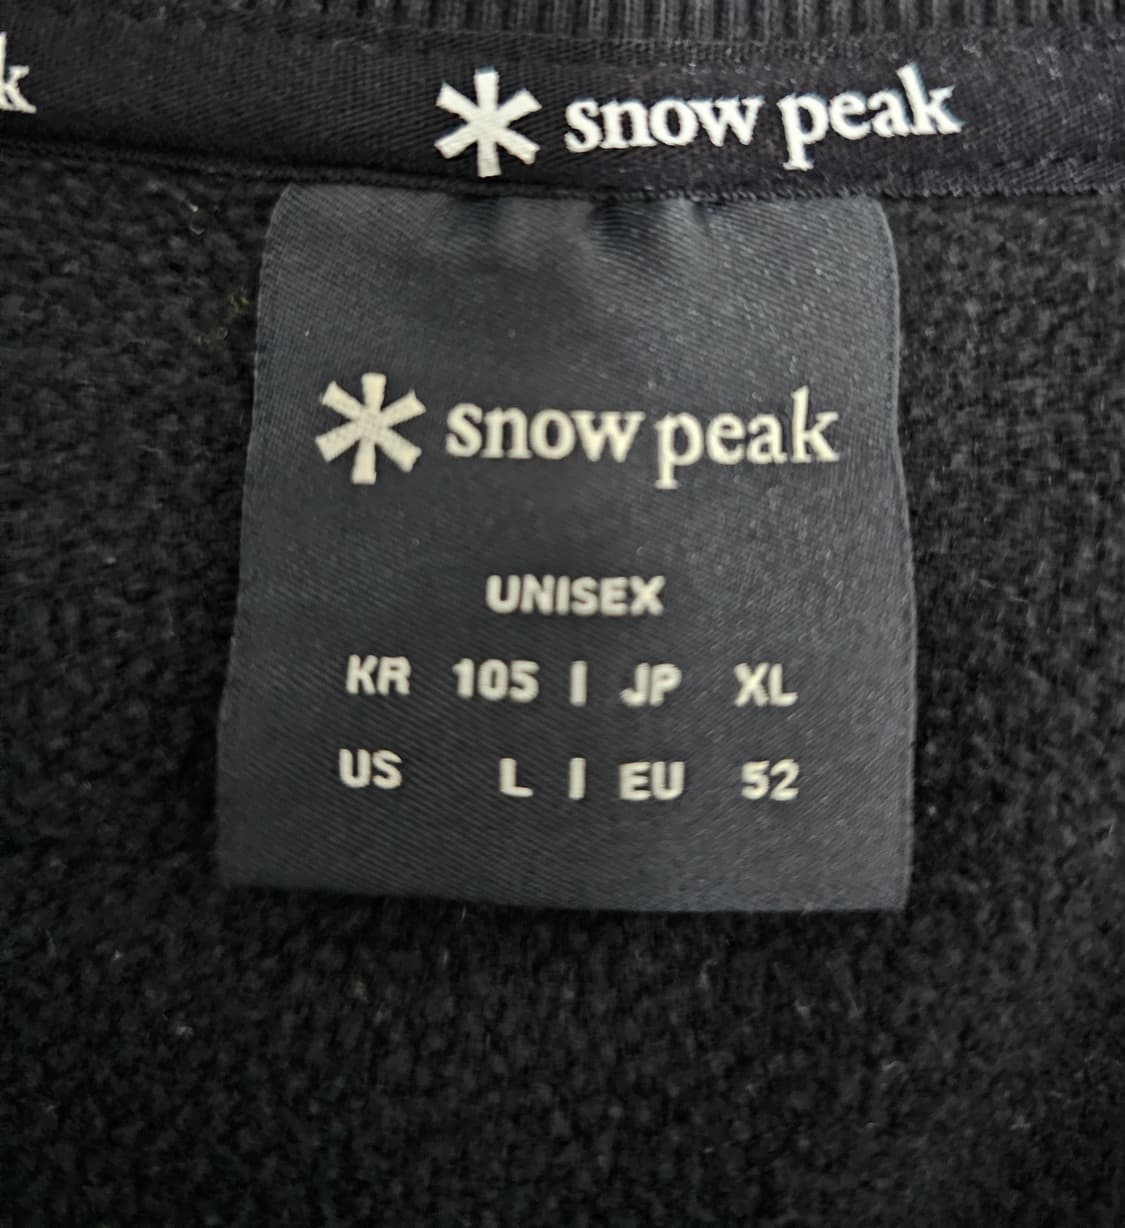 k snow peak
snow peak
UNISEX
KR 105 | JP XL
US L | EU 52